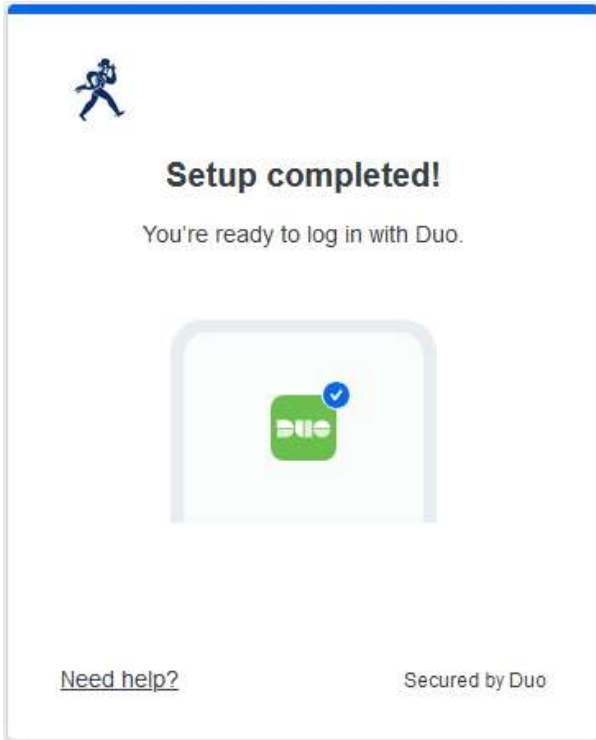 Setup completed!
You're ready to log in with Duo.
DUO
Need help?
Secured by Duo